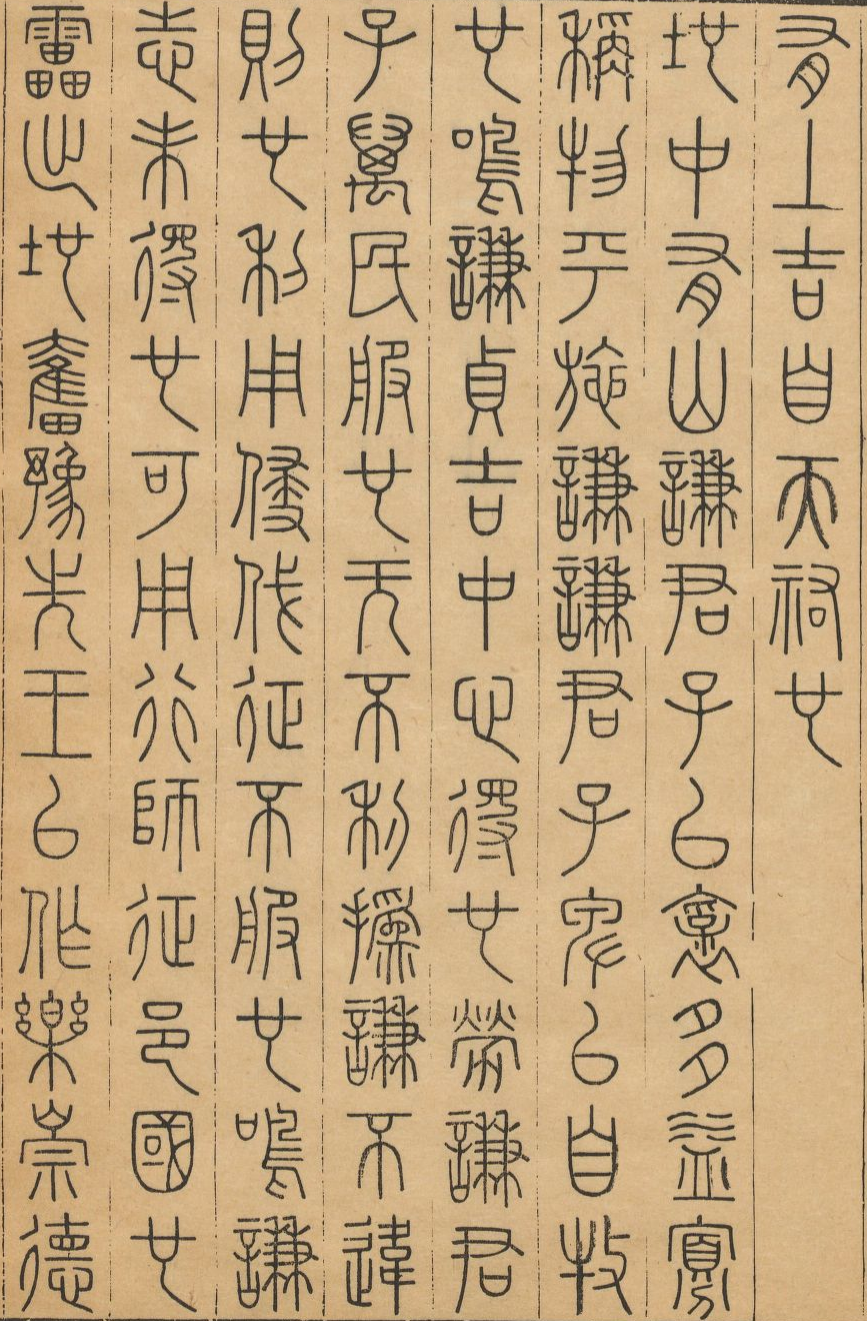 有上吉自天祐也
地中有山謙君子以裒多益寡
稱物平施謙謙君子卑以自牧
也鳴謙貞吉中心得也勞謙君
子萬民服也无不利撝謙不違
則也利用侵伐征不服也鳴謙
志未得也可用行師征邑國也
雷出地奮豫先王以作樂崇德